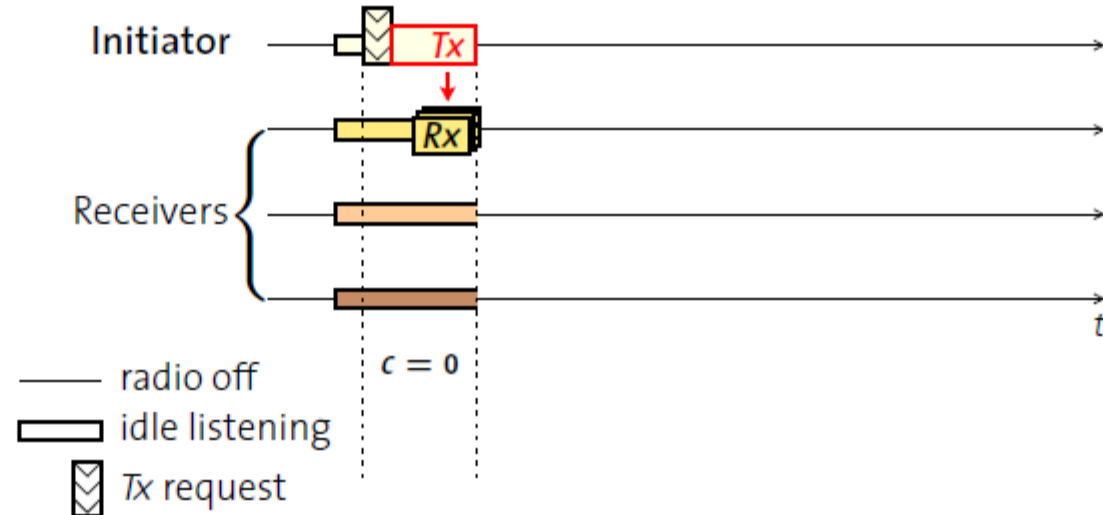 Initiator
Tx
Rx
Receivers
t
c = 0
radio off
idle listening
Tx request